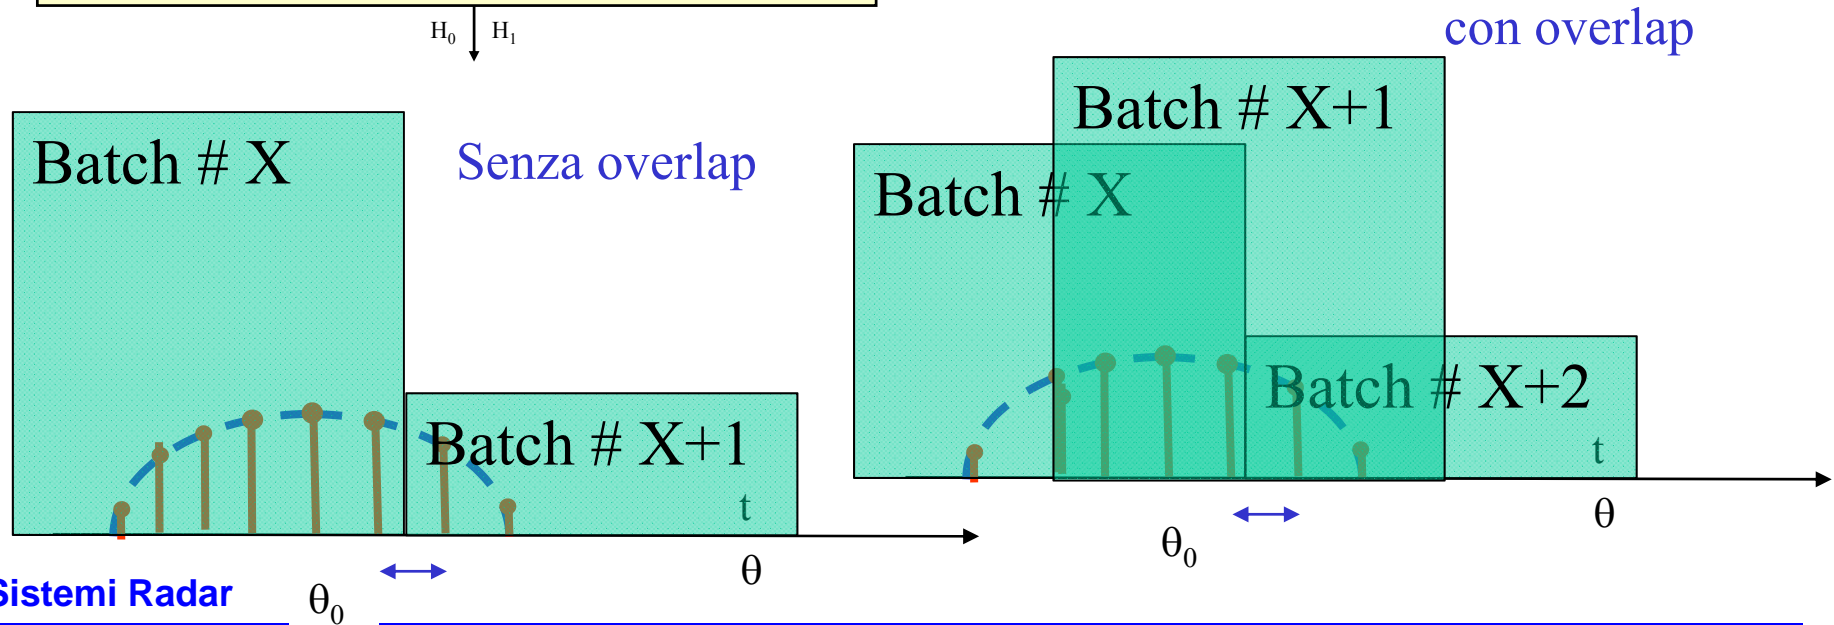 H0 H1
con overlap
Batch # X
Senza overlap
Batch # X+1
t
θ
θ0
Batch # X+1
Batch # X
Batch # X+2
t
θ
θ0
Sistemi Radar